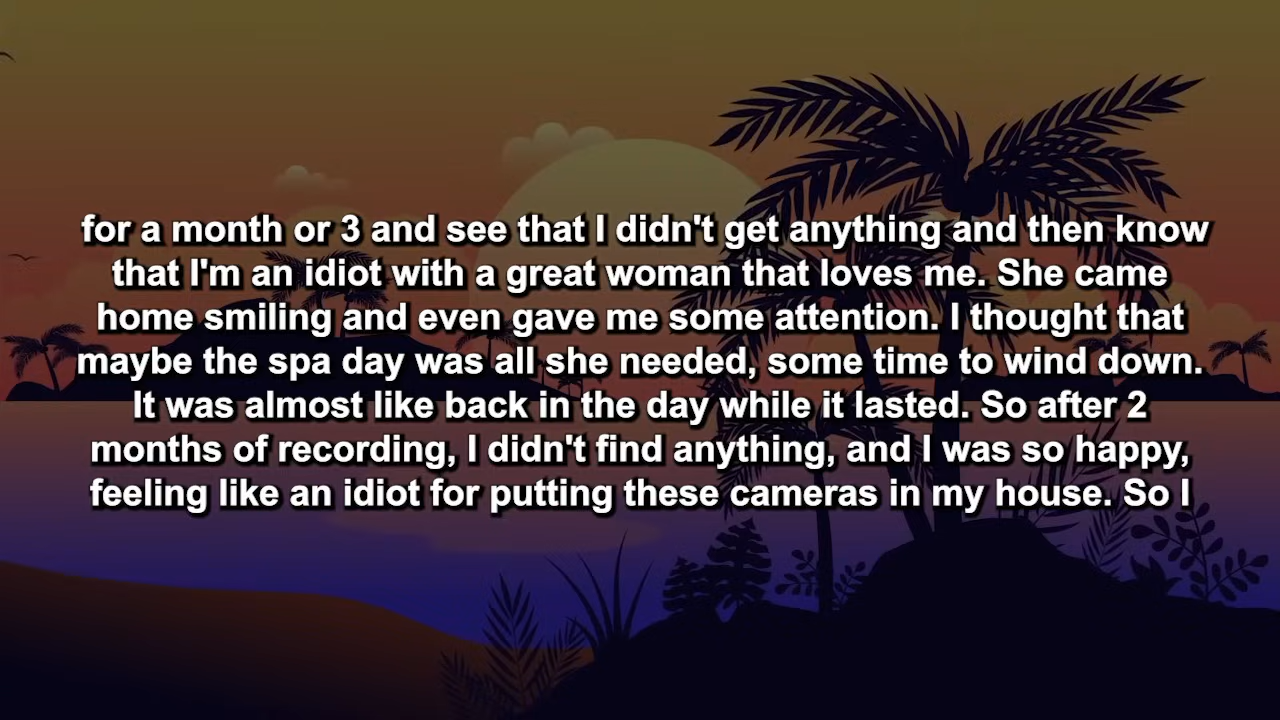 for a month or 3 and see that I didn't get anything and then know
that I'm an idiot with a great woman that loves me. She came
home smiling and even gave me some attention. I thought that
maybe the spa day was all she needed, some time to wind down.
It was almost like back in the day while it lasted. So after 2
months of recording, I didn't find anything, and I was so happy,
feeling like an idiot for putting these cameras in my house. So I